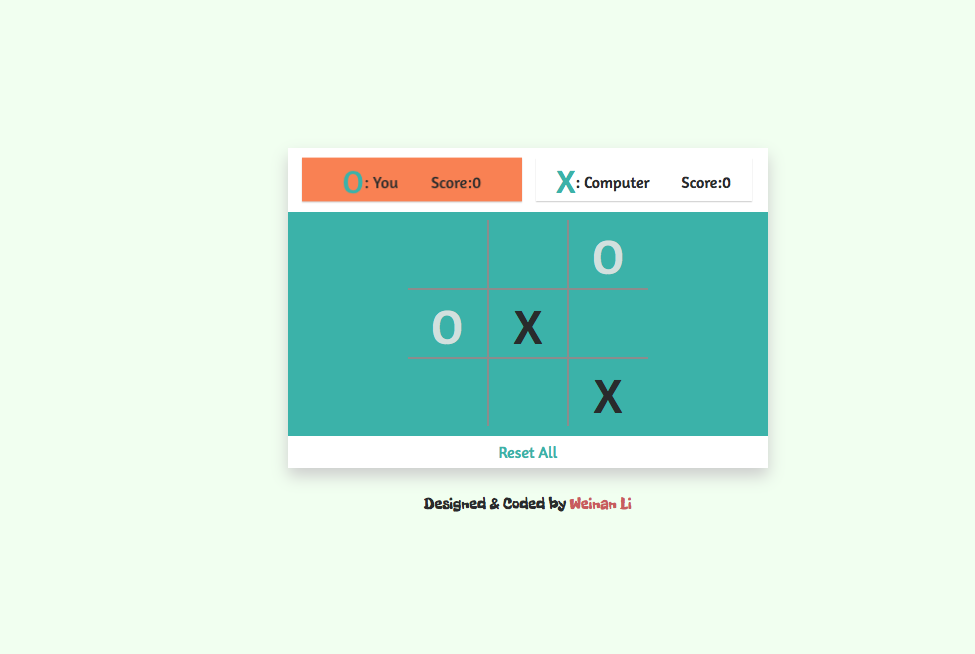 O: You Score:0 X: Computer Score:0
O
O X
X
Reset All
Designed & Coded by Weinan Li